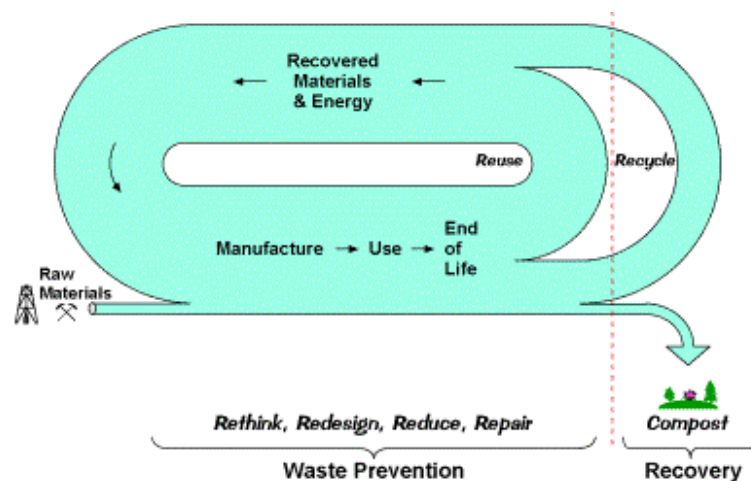 Recovered
Materials
& Energy
Reuse
Recycle
Manufacture
Use
End
of
Life
Raw
Materials
Rethink, Redesign, Reduce, Repair
Compost
Waste Prevention
Recovery